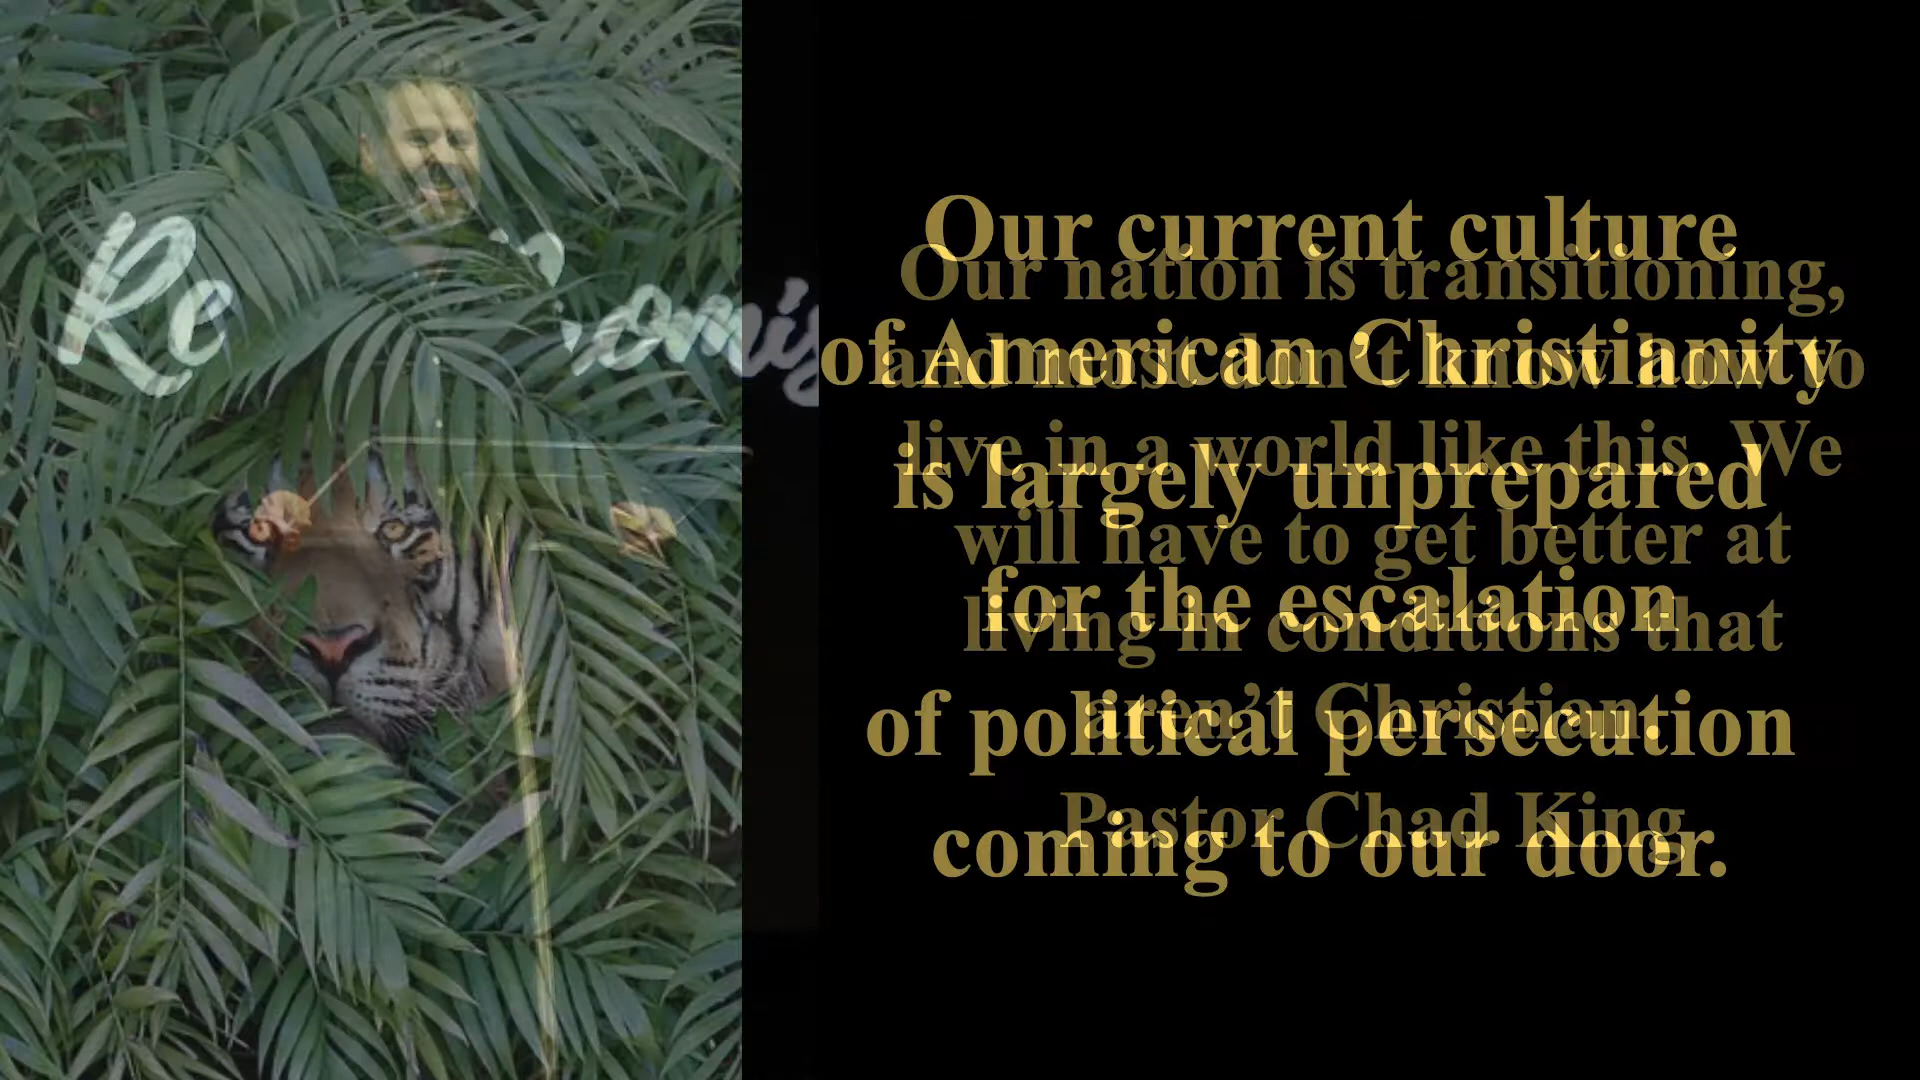 Re
omis
Our current culture
of American Christianity
is largely unprepared
for the escalation
of political persecution
coming to our door.
Our nation is transitioning,
and most don't know how to
live in a world like this. We
will have to get better at
living in conditions that
aren't Christian.
Pastor Chad King